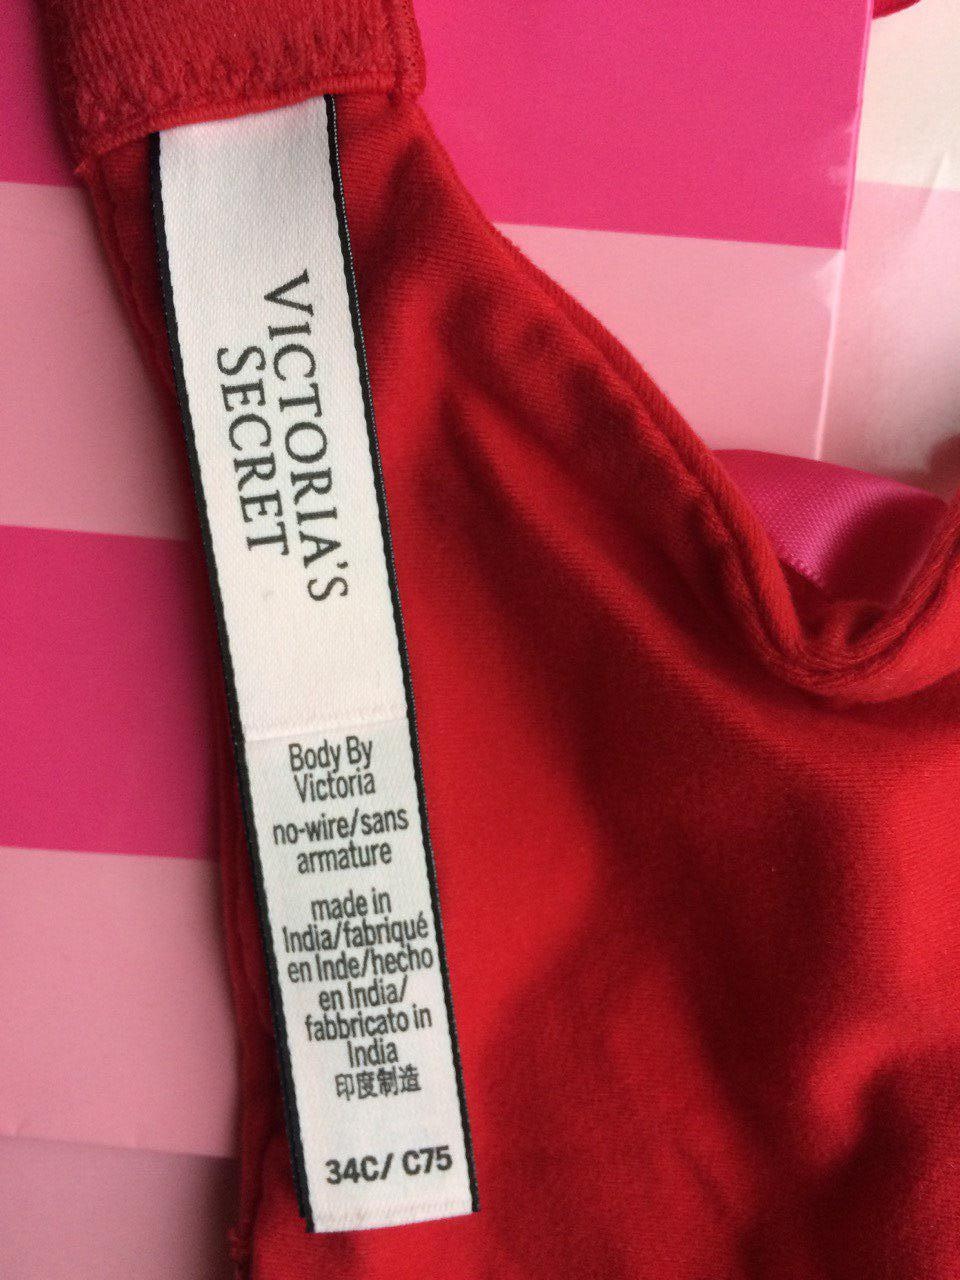 VICTORIA'S
SECRET
Body By
Victoria
no-wire/sans
armature
made in
India/fabriqué
en Inde/hecho
en India/
fabbricato in
India
印度制造
34C/ C75